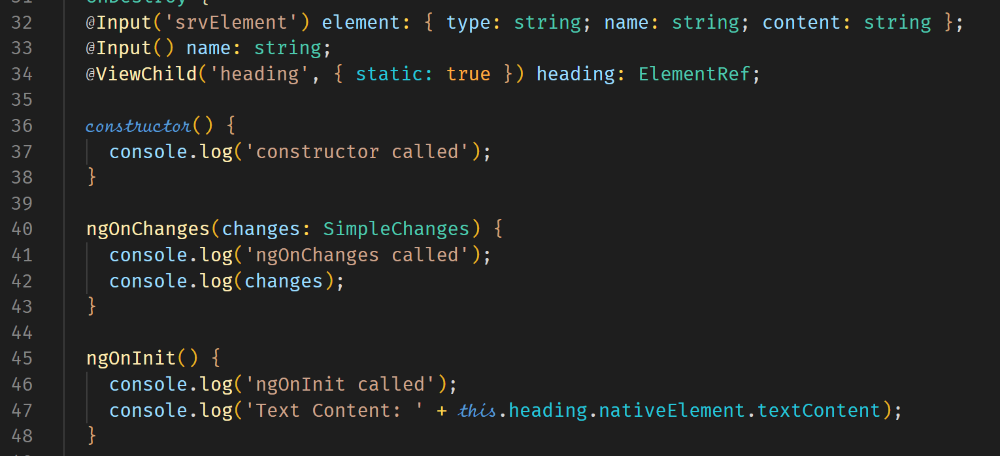 31 OnDestroy {
32 @Input('srvElement') element: { type: string; name: string; content: string };
33 @Input() name: string;
34 @ViewChild('heading', { static: true }) heading: ElementRef;
35
36 constructor() {
37 console.log('constructor called');
38 }
39
40 ngOnChanges(changes: SimpleChanges) {
41 console.log('ngOnChanges called');
42 console.log(changes);
43 }
44
45 ngOnInit() {
46 console.log('ngOnInit called');
47 console.log('Text Content: ' + this.heading.nativeElement.textContent);
48 }